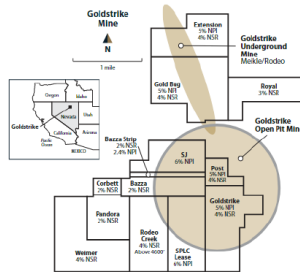 Goldstrike
Mine
N
1 mile
Extension
5% NPI
4% NSR
Goldstrike
Underground
Mine
Meikle/Rodeo
Gold Bag
5% NPI
4% NSR
Royal
3% NSR
Goldstrike
Open Pit Min
Oregon
Idaho
Nevada
Utah
Goldstrike
California
Arizona
Pacific
Ocean
MEXICO
Bazza Strip
2% NSR
2.4% NPI
SJ
6% NPI
Post
5% NPI
4% NSR
Corbett
2% NSR
Bazza
2% NSR
Goldstrike
5% NPI
4% NSR
Pandora
2% NSR
Rodeo
Creek
4% NSR
Above 4600'
Weimer
4% NSR
SPLC
Lease
6% NPI